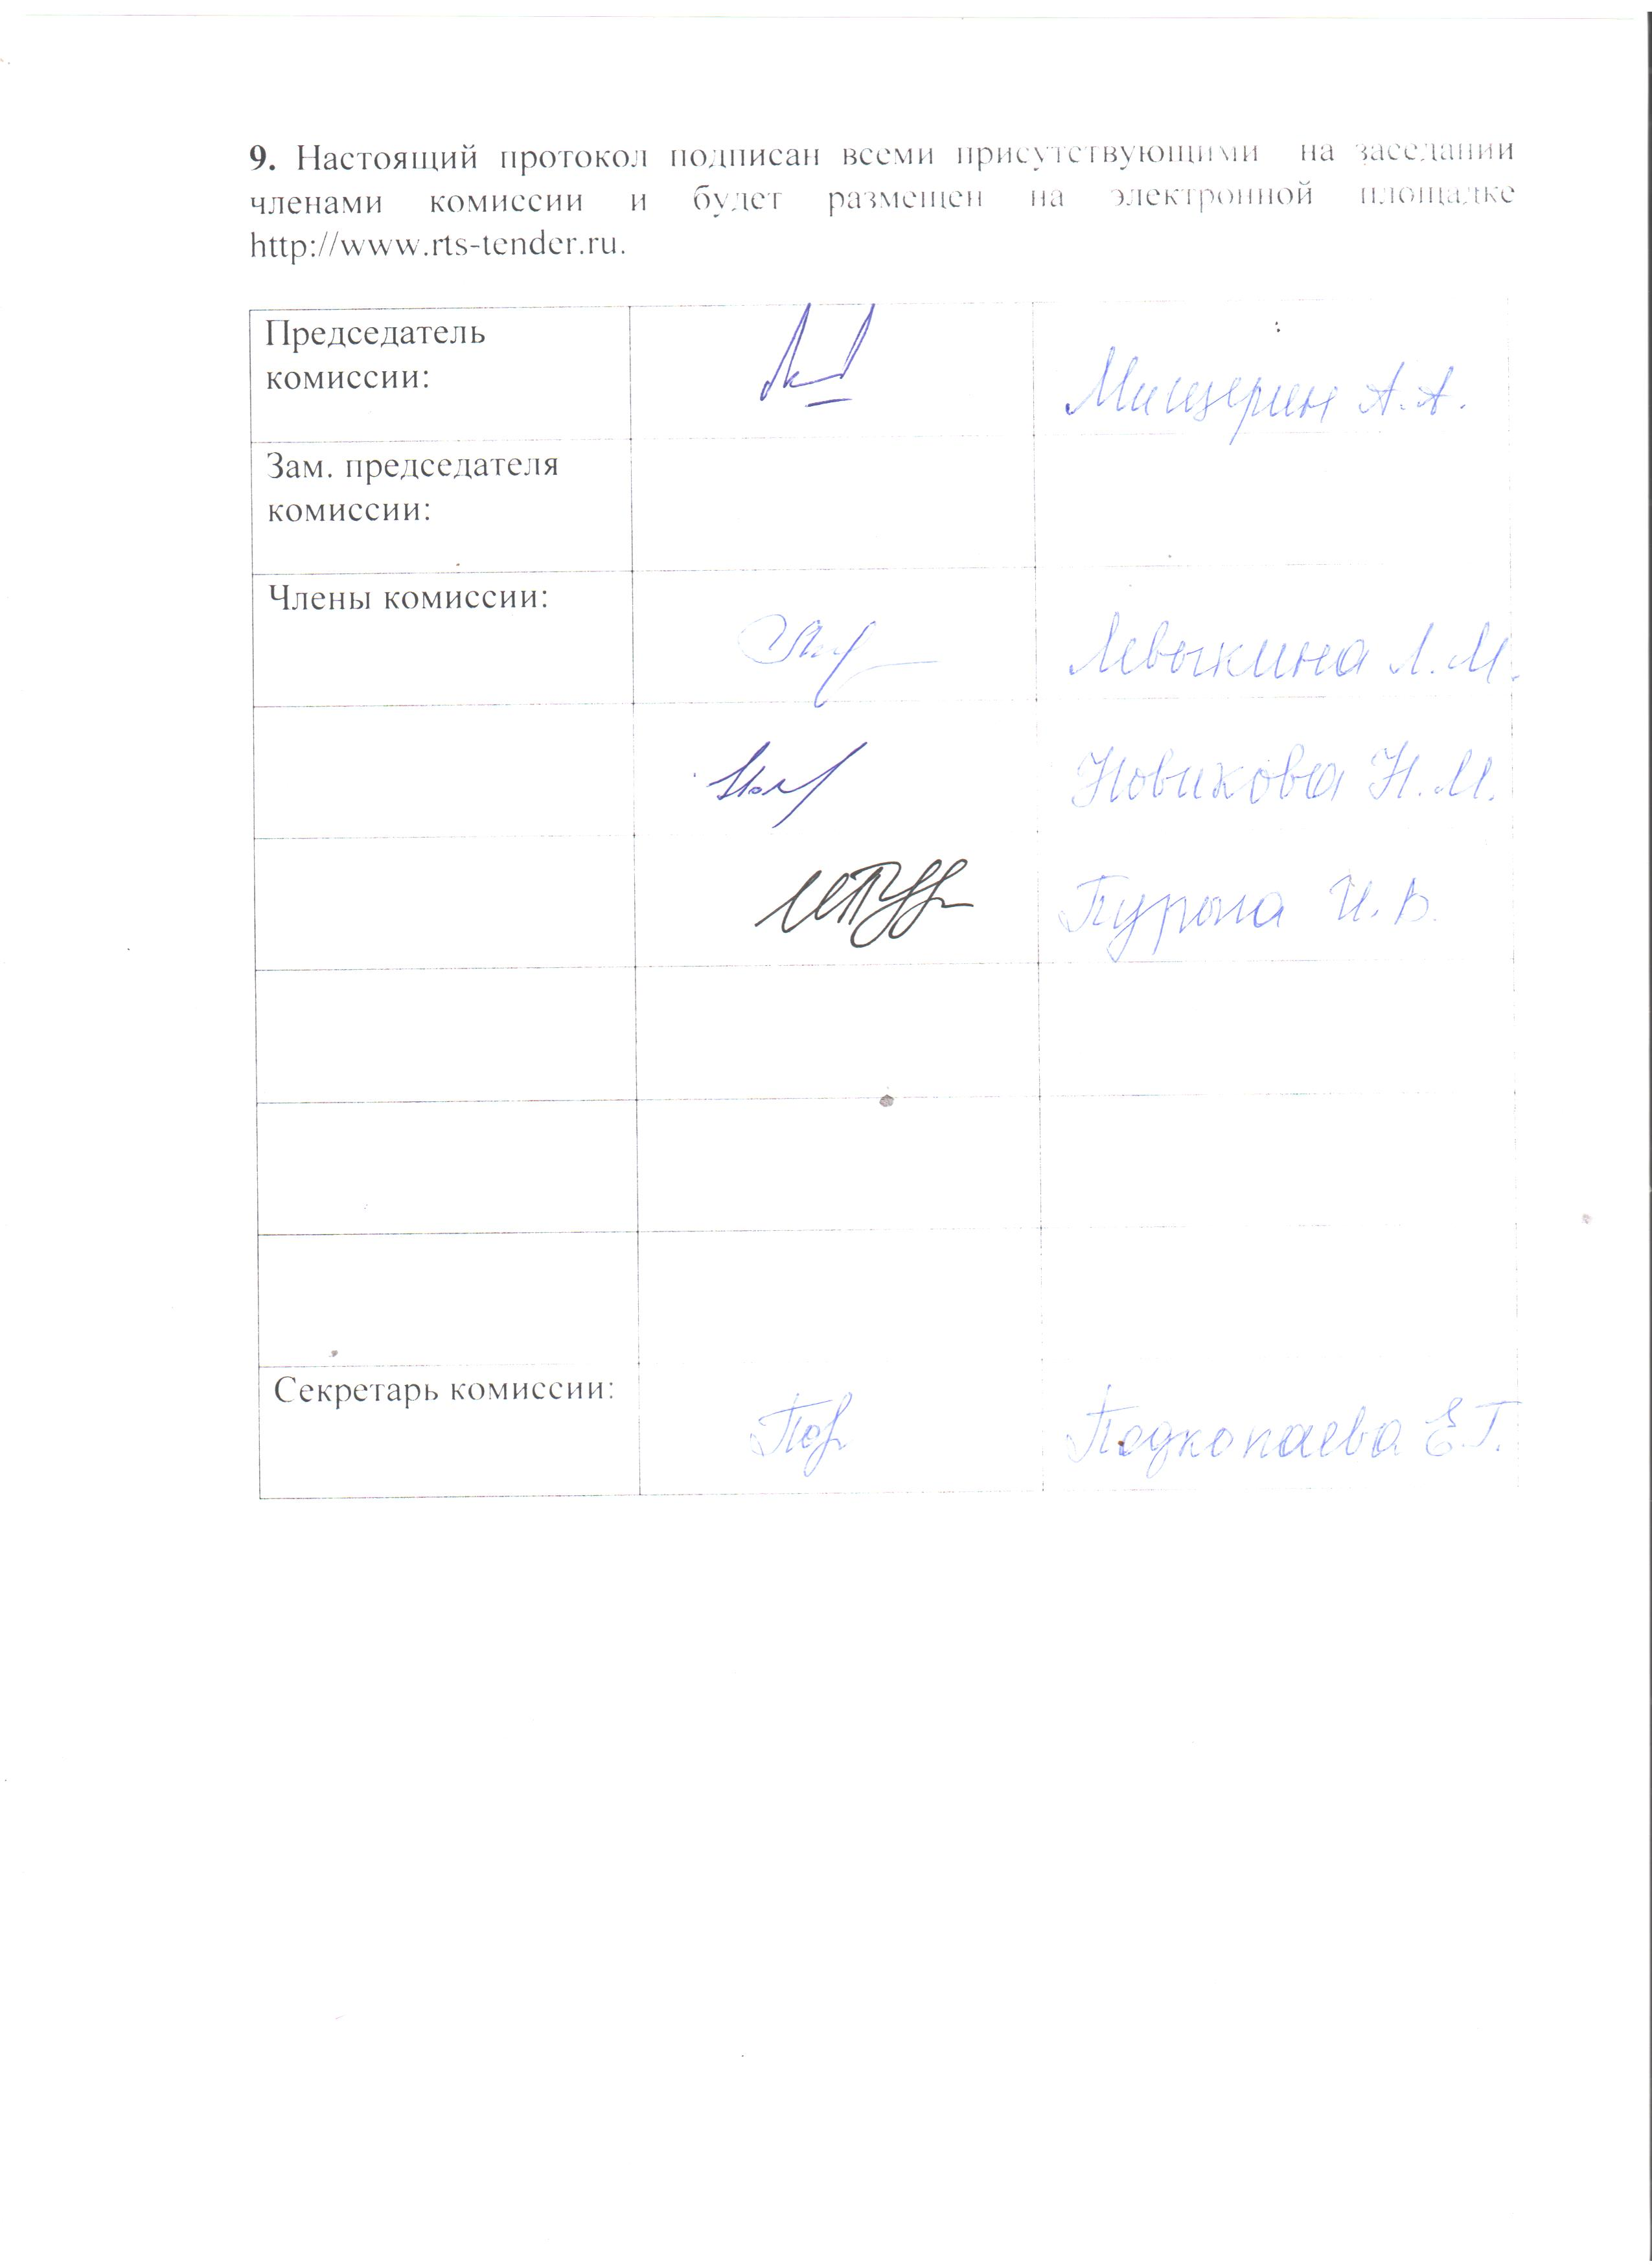 9. Настоящий протокол подписан всеми присутствующими на заседании
членами комиссии и будет размещен на электронной площадке
http://www.rts-tender.ru.
Председатель
комиссии:
Мищерин А.А.
Зам. председателя
комиссии:
Члены комиссии:
Левыкина Л.М.
Новикова Н.М.
И.В.
Секретарь комиссии:
Подкопаева Е.Г.